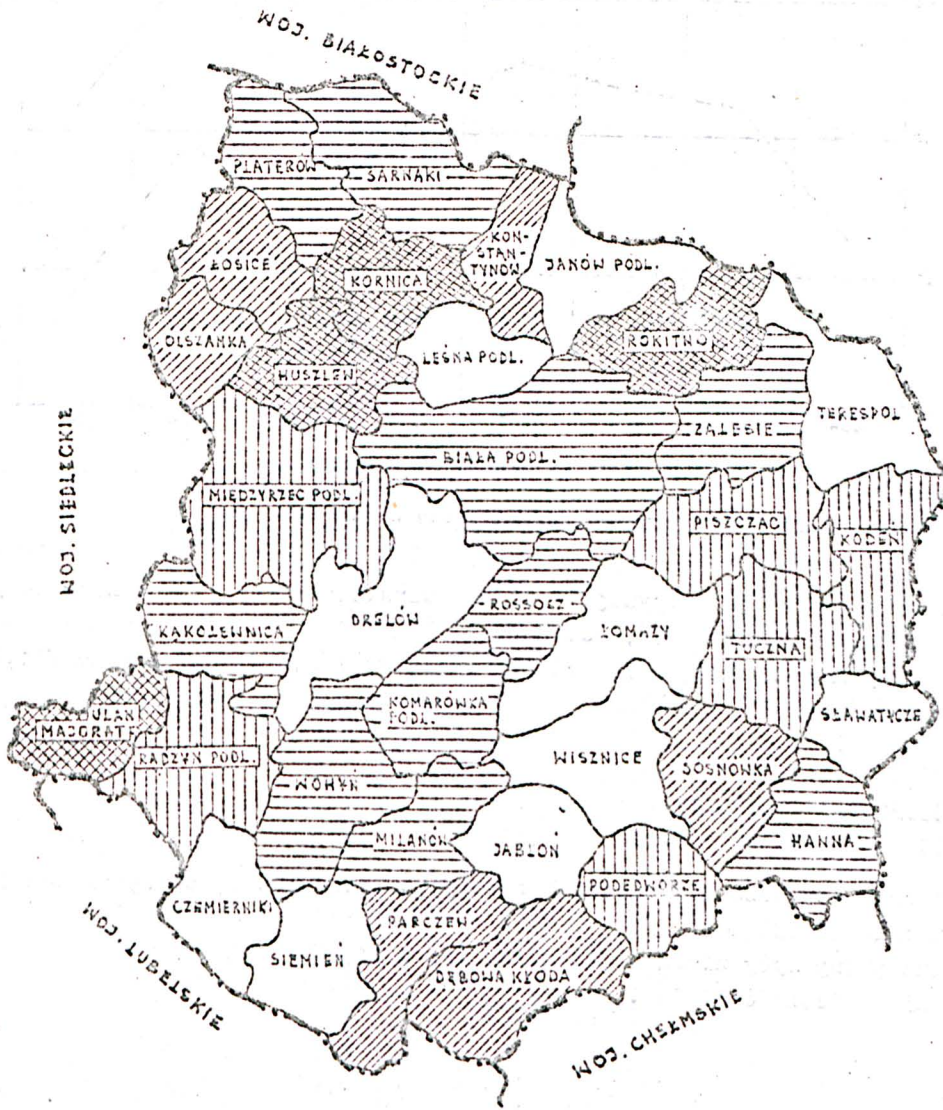 WOJ. BIAŁOSTOCKIE
PLATERÓW
SARNAKI
KON-
STAN-
TYNÓW
JANÓW PODL.
ŁOSICE
KORNICA
OLSZANKA
HUSZLEW
LEŚNA PODL.
ROKITNO
TERESPOL
ZALESIE
BIAŁA PODL.
WOJ. SIEDLECKIE
MIĘDZYRZEC PODL.
PISZCZAC
KODEŃ
ROSSOSZ
KĄKOLEWNICA
DRELÓW
ŁOMAZY
TUCZNA
ULAN
(MAJORAT)
KOMARÓWKA
PODL.
SŁAWATYCZE
RADZYŃ PODL.
WISZNICE
SOSNÓWKA
WOHYŃ
MILANÓW
JABŁOŃ
HANNA
PODEDWÓRZE
CZEMIERNIKI
PARCZEW
SIEMIEŃ
DĘBOWA KŁODA
WOJ. LUBELSKIE
WOJ. CHEŁMSKIE